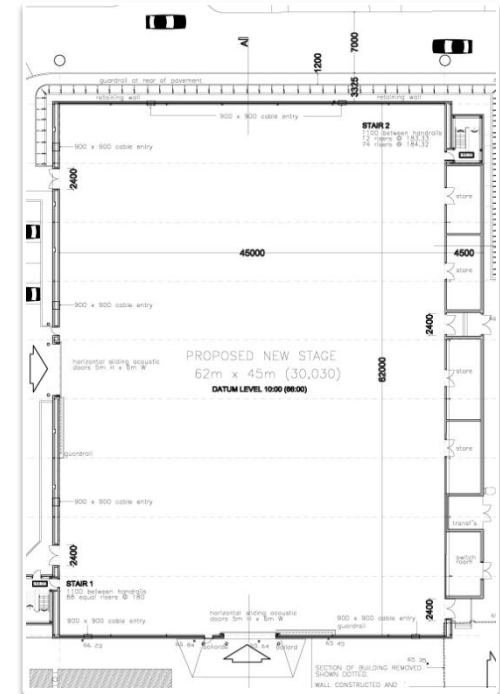 7000
1200
3325
guardrail at rear of pavement
retaining wall
retaining wall
900 x 900 cable entry
STAIR 2
1100 between handrails
12 risers @ 183.33
74 risers @ 184.32
900 x 900 cable entry
2400
store
45000
4500
store
900 x 900 cable entry
2400
horizontal sliding acoustic
doors 5m H x 6m W
PROPOSED NEW STAGE
62m x 45m (30,030)
DATUM LEVEL 10:00 (66:00)
62000
store
guardrail
store
900 x 900 cable entry
transf's
switch
room
2400
STAIR 1
1100 between handrails
68 equal risers @ 180
2400
900 x 900 cable entry
horizontal sliding acoustic
doors 5m H x 6m W
900 x 900 cable entry
guardrail
bollards
bollard
SECTION OF BUILDING REMOVED
SHOWN DOTTED.
WALL CONSTRUCTED AND